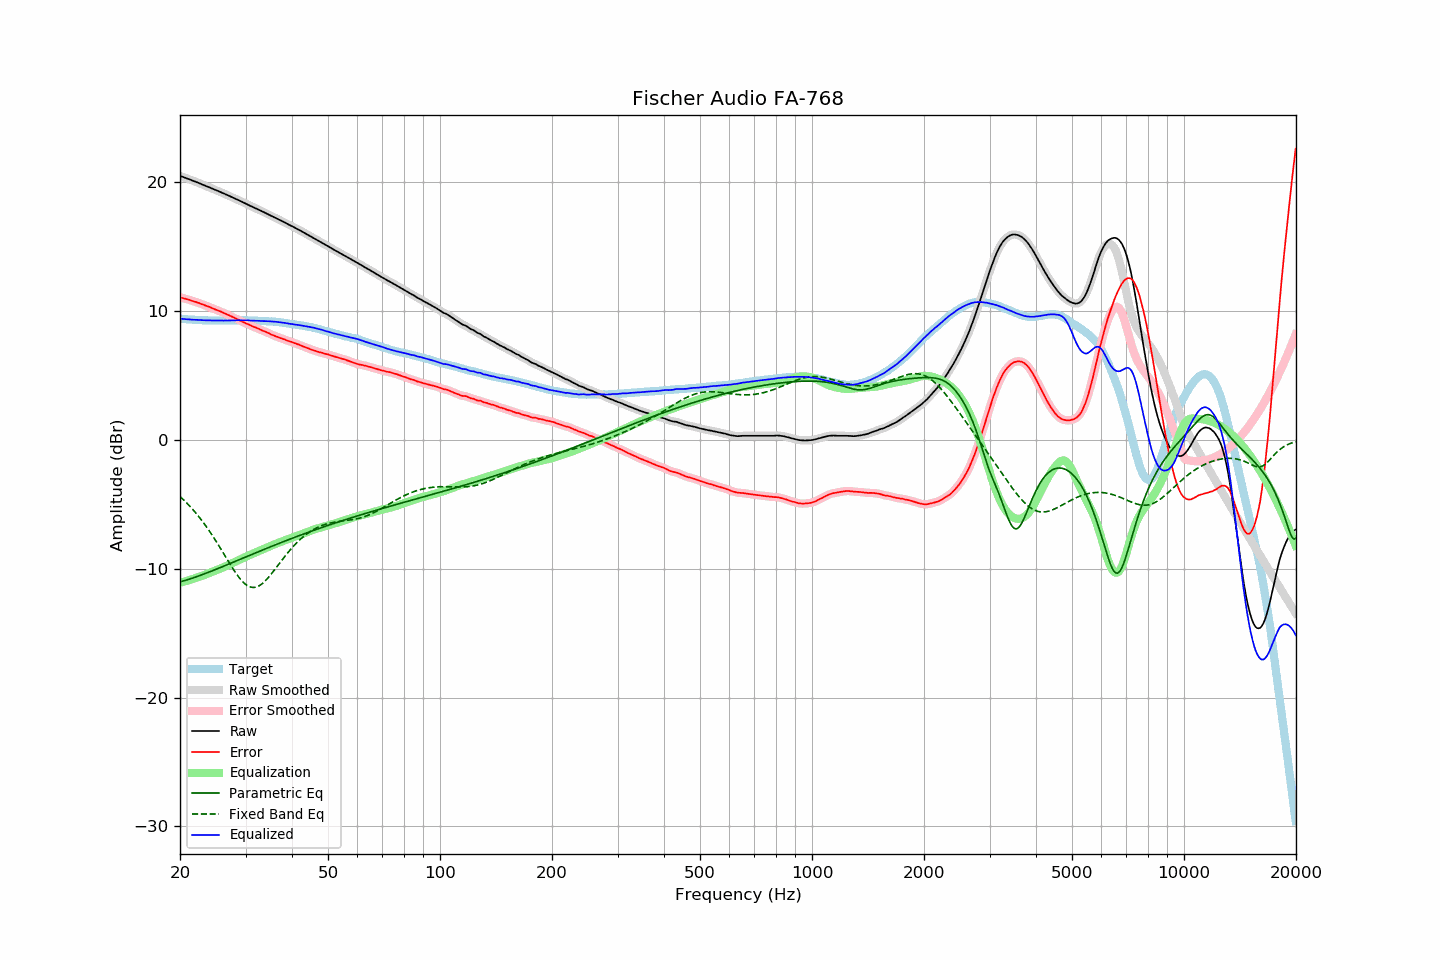 Fischer Audio FA-768
Amplitude (dBr)
20
10
0
−10
−20
−30
Target
Raw Smoothed
Error Smoothed
Raw
Error
Equalization
Parametric Eq
Fixed Band Eq
Equalized
20 50 100 200 500 1000 2000 5000 10000 20000
Frequency (Hz)